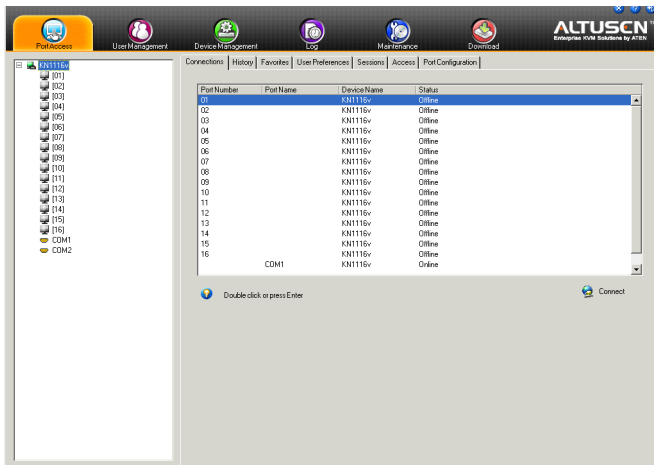 ALTUSCN™
Enterprise KVM Solutions by ATEN
Port Access User Management Device Management Log Maintenance Download
KN1116v
[01]
[02]
[03]
[04]
[05]
[06]
[07]
[08]
[09]
[10]
[11]
[12]
[13]
[14]
[15]
[16]
COM1
COM2
Connections History Favorites User Preferences Sessions Access Port Configuration
Port Number Port Name Device Name Status
01 KN1116v Offline
02 KN1116v Offline
03 KN1116v Offline
04 KN1116v Offline
05 KN1116v Offline
06 KN1116v Offline
07 KN1116v Offline
08 KN1116v Offline
09 KN1116v Offline
10 KN1116v Offline
11 KN1116v Offline
12 KN1116v Offline
13 KN1116v Offline
14 KN1116v Offline
15 KN1116v Offline
16 KN1116v Offline
COM1 KN1116v Online
Double click or press Enter
Connect